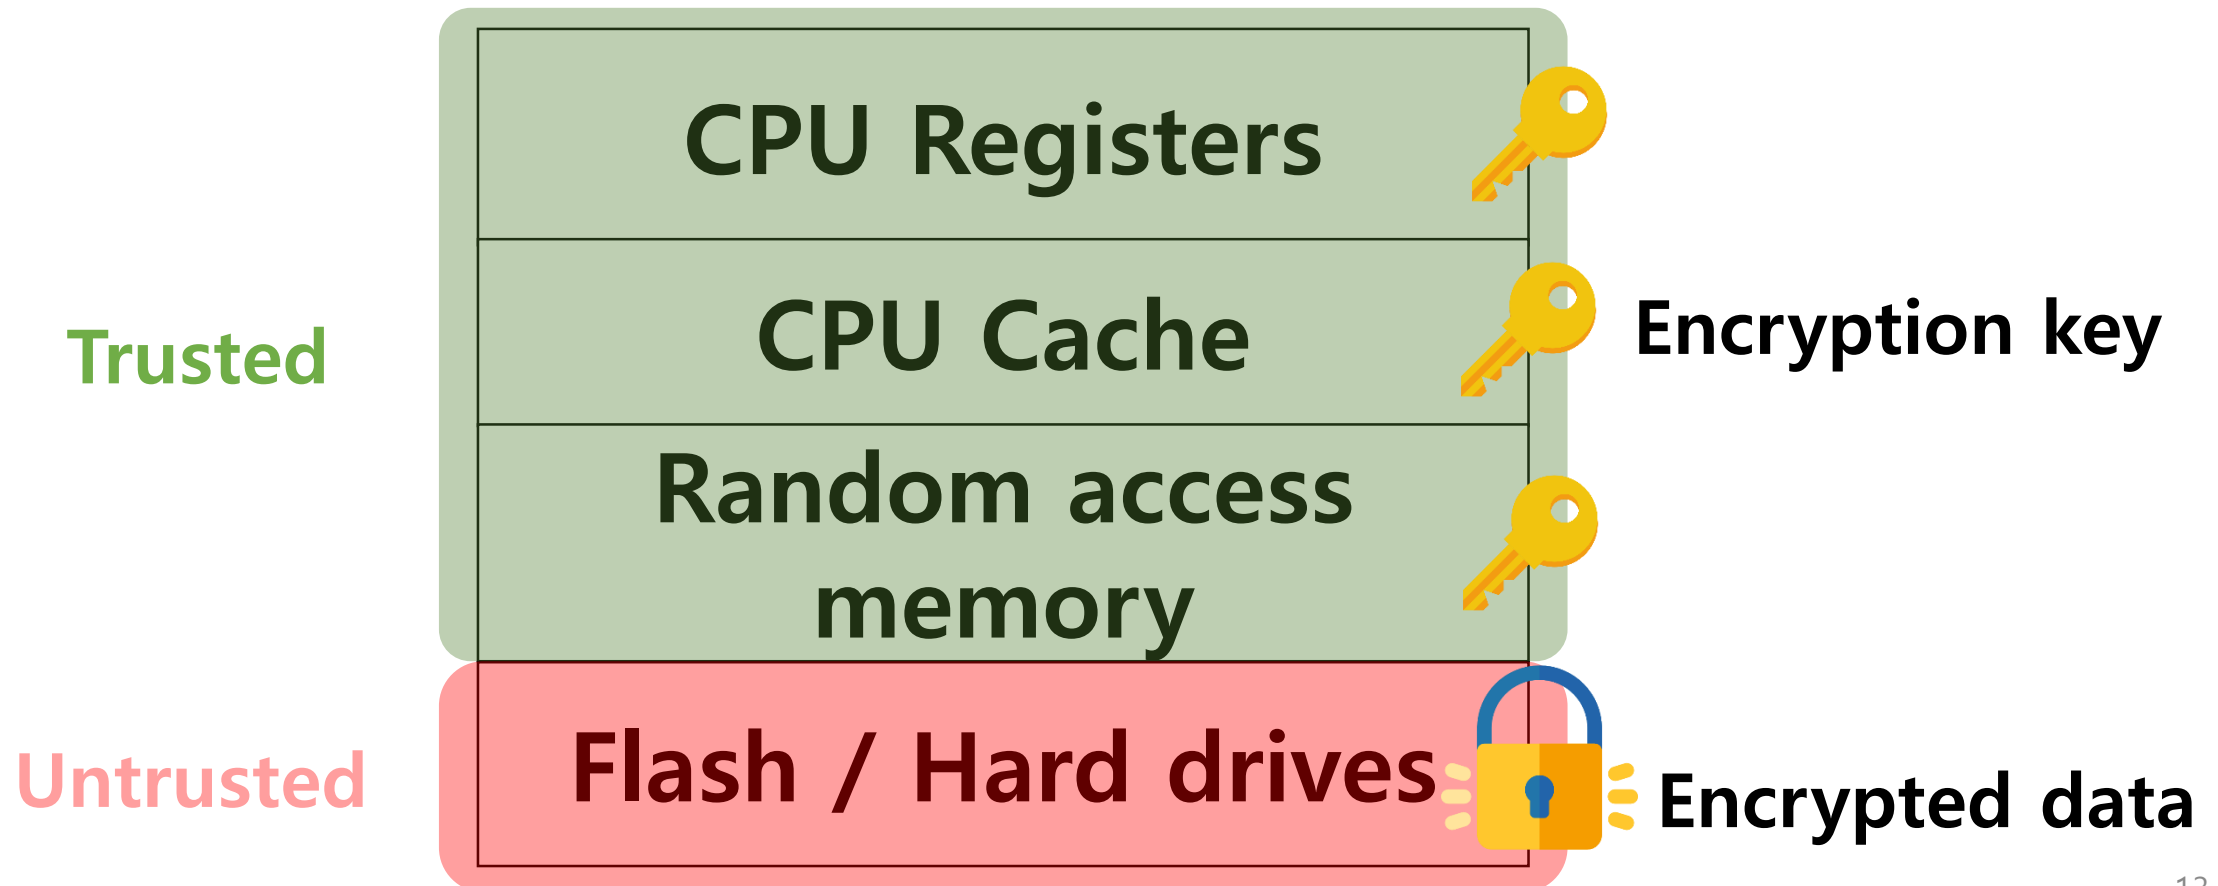 CPU Registers
CPU Cache
Encryption key
Trusted
Random access
memory
Flash / Hard drives
Untrusted
Encrypted data